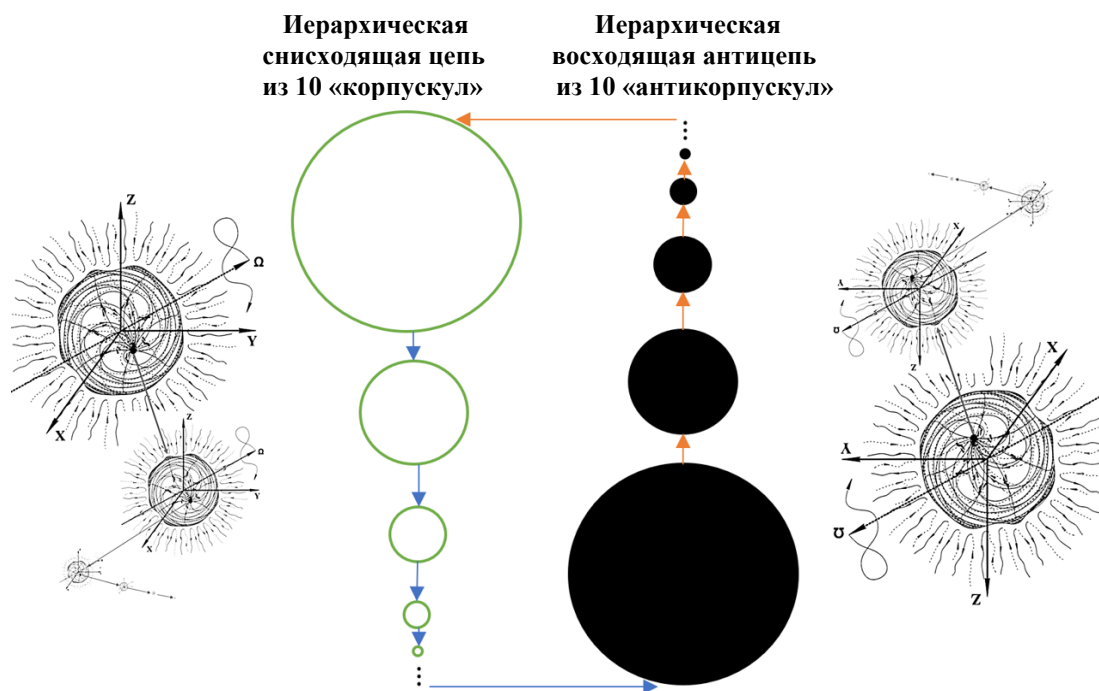 Иерархическая
снисходящая цепь
из 10 «корпускул»
Иерархическая
восходящая антицепь
из 10 «антикорпускул»
Z
Ω
Y
X
Z
Ω
Y
X
X
Y
Ʊ
Z
X
Y
Ʊ
Z